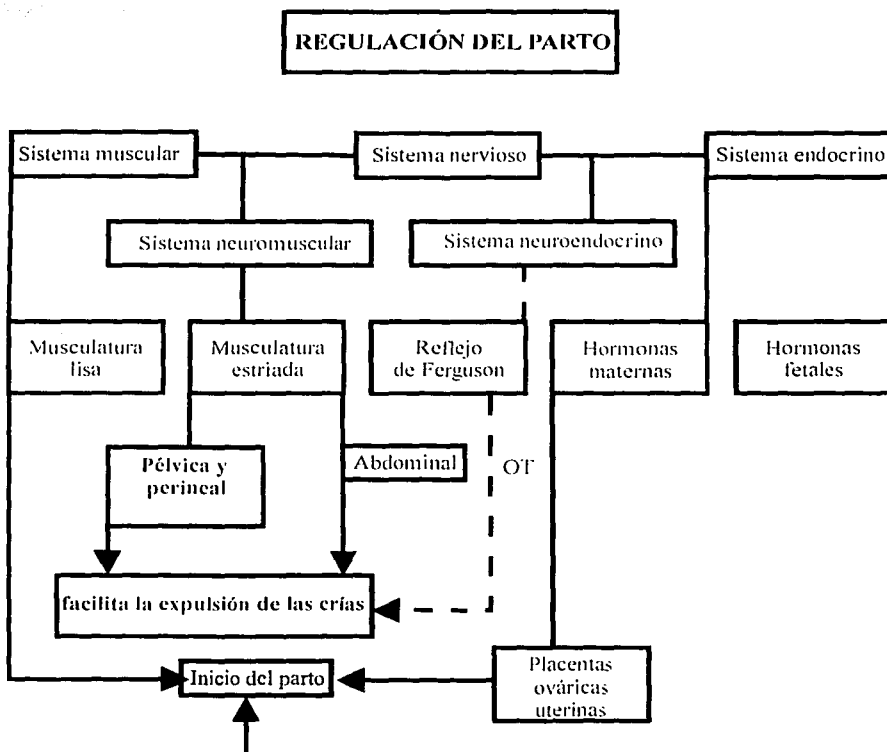 REGULACIÓN DEL PARTO
Sistema muscular
Sistema nervioso
Sistema endocrino
Sistema neuromuscular
Sistema neuroendocrino
Musculatura
lisa
Musculatura
estriada
Reflejo
de Ferguson
Hormonas
maternas
Hormonas
fetales
Pélvica y
perineal
Abdominal
OT
facilita la expulsión de las crías
Inicio del parto
Placentas
ováricas
uterinas